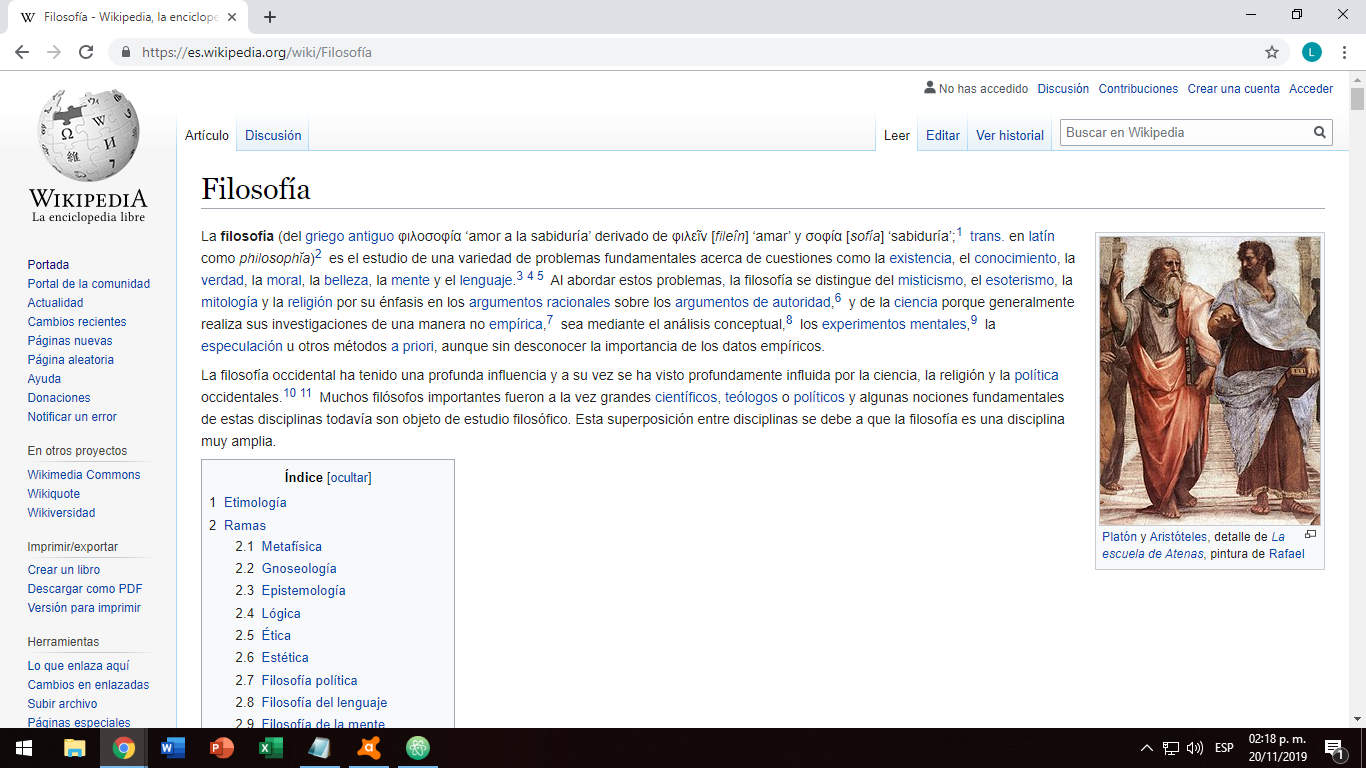 Filosofía - Wikipedia, la enciclope
https://es.wikipedia.org/wiki/Filosofía
L
No has accedido Discusión Contribuciones Crear una cuenta Acceder
Artículo Discusión Leer Editar Ver historial Buscar en Wikipedia
WIKIPEDIA
La enciclopedia libre
Portada
Portal de la comunidad
Actualidad
Cambios recientes
Páginas nuevas
Página aleatoria
Ayuda
Donaciones
Notificar un error
En otros proyectos
Wikimedia Commons
Wikiquote
Wikiversidad
Imprimir/exportar
Crear un libro
Descargar como PDF
Versión para imprimir
Herramientas
Lo que enlaza aquí
Cambios en enlazadas
Subir archivo
Páginas especiales
Filosofía
La filosofía (del griego antiguo φιλοσοφία ‘amor a la sabiduría’ derivado de φιλεῖν [fileîn] ‘amar’ y σοφία [sofía] ‘sabiduría’;1 trans. en latín
como philosophĭa)2 es el estudio de una variedad de problemas fundamentales acerca de cuestiones como la existencia, el conocimiento, la
verdad, la moral, la belleza, la mente y el lenguaje.3 4 5 Al abordar estos problemas, la filosofía se distingue del misticismo, el esoterismo, la
mitología y la religión por su énfasis en los argumentos racionales sobre los argumentos de autoridad,6 y de la ciencia porque generalmente
realiza sus investigaciones de una manera no empírica,7 sea mediante el análisis conceptual,8 los experimentos mentales,9 la
especulación u otros métodos a priori, aunque sin desconocer la importancia de los datos empíricos.
La filosofía occidental ha tenido una profunda influencia y a su vez se ha visto profundamente influida por la ciencia, la religión y la política
occidentales.10 11 Muchos filósofos importantes fueron a la vez grandes científicos, teólogos o políticos y algunas nociones fundamentales
de estas disciplinas todavía son objeto de estudio filosófico. Esta superposición entre disciplinas se debe a que la filosofía es una disciplina
muy amplia.
Índice [ocultar]
1 Etimología
2 Ramas
2.1 Metafísica
2.2 Gnoseología
2.3 Epistemología
2.4 Lógica
2.5 Ética
2.6 Estética
2.7 Filosofía política
2.8 Filosofía del lenguaje
2.9 Filosofía de la mente
Platón y Aristóteles, detalle de La
escuela de Atenas, pintura de Rafael
ESP
02:18 p. m.
20/11/2019
1